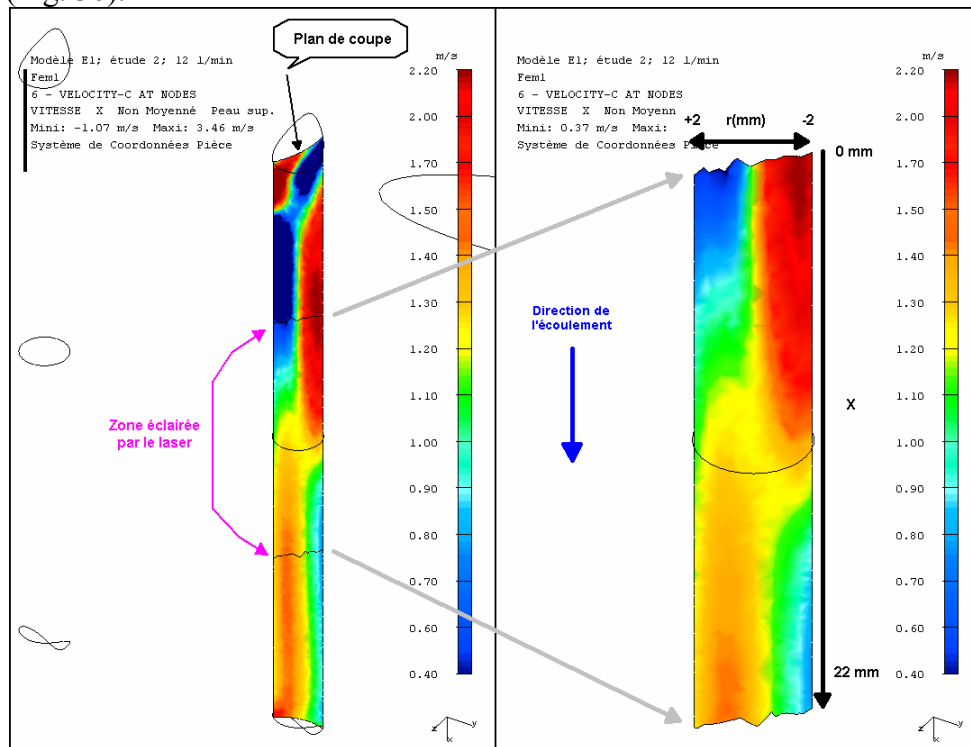 Plan de coupe
Modèle E1; étude 2; 12 l/min
Fem1
6 - VELOCITY-C AT NODES
VITESSE X Non Moyenné Peau sup.
Mini: -1.07 m/s Maxi: 3.46 m/s
Système de Coordonnées Pièce
m/s
2.20
2.00
1.70
1.50
1.40
1.30
1.20
1.10
1.00
0.90
0.80
0.70
0.60
0.40
Zone éclairée
par le laser
z
y
x
Modèle E1; étude 2; 12 l/min
Fem1
6 - VELOCITY-C AT NODES
VITESSE X Non Moyenn
Mini: 0.37 m/s Maxi:
Système de Coordonnées Pièce
+2 r(mm) -2
0 mm
Direction de
l'écoulement
X
22 mm
m/s
2.20
2.00
1.70
1.50
1.40
1.30
1.20
1.10
1.00
0.90
0.80
0.70
0.60
0.40
z
y
x